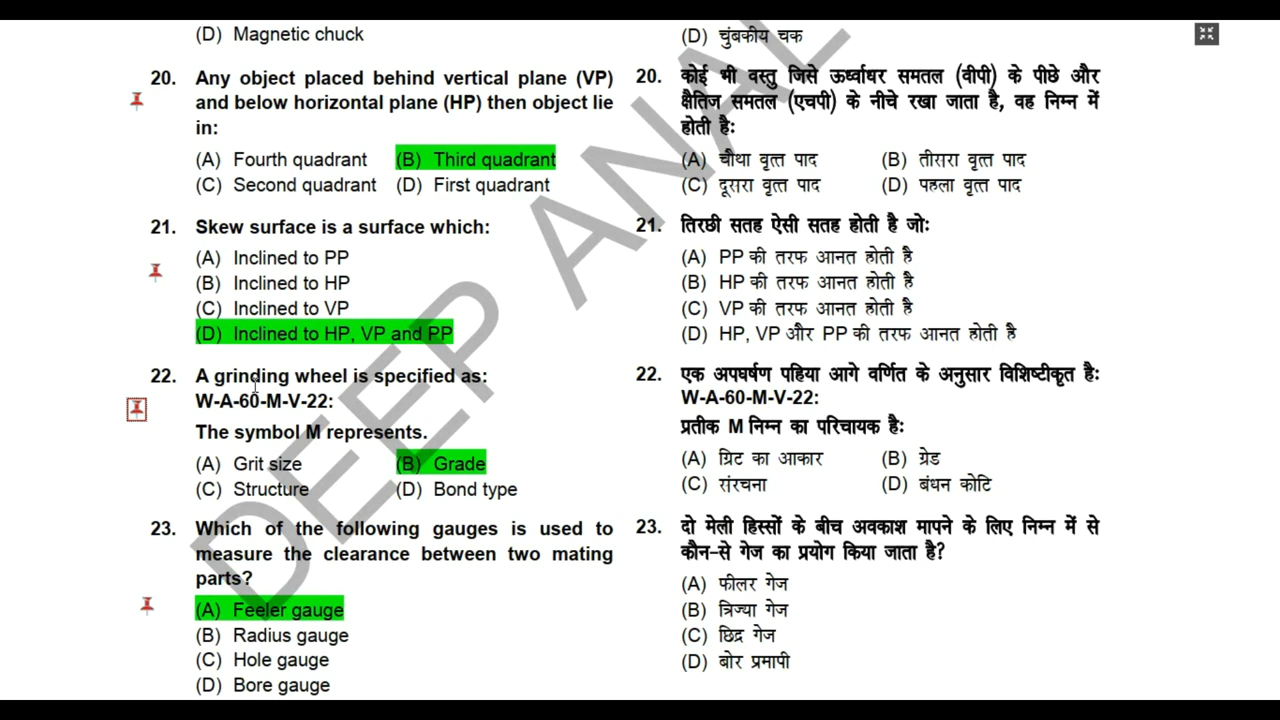 (D) Magnetic chuck
20. Any object placed behind vertical plane (VP)
and below horizontal plane (HP) then object lie
in:
(A) Fourth quadrant (B) Third quadrant
(C) Second quadrant (D) First quadrant
21. Skew surface is a surface which:
(A) Inclined to PP
(B) Inclined to HP
(C) Inclined to VP
(D) Inclined to HP, VP and PP
22. A grinding wheel is specified as:
W-A-60-M-V-22:
The symbol M represents.
(A) Grit size (B) Grade
(C) Structure (D) Bond type
23. Which of the following gauges is used to
measure the clearance between two mating
parts?
(A) Feeler gauge
(B) Radius gauge
(C) Hole gauge
(D) Bore gauge
(D) चुंबकीय चक
20. कोई भी वस्तु जिसे ऊर्ध्वाधर समतल (वीपी) के पीछे और
क्षैतिज समतल (एचपी) के नीचे रखा जाता है, वह निम्न में
होती हैः
(A) चौथा वृत्त पाद (B) तीसरा वृत्त पाद
(C) दूसरा वृत्त पाद (D) पहला वृत्त पाद
21. तिरछी सतह ऐसी सतह होती है जोः
(A) PP की तरफ आनत होती है
(B) HP की तरफ आनत होती है
(C) VP की तरफ आनत होती है
(D) HP, VP और PP की तरफ आनत होती है
22. एक अपघर्षण पहिया आगे वर्णित के अनुसार विशिष्टीकृत हैः
W-A-60-M-V-22:
प्रतीक M निम्न का परिचायक हैः
(A) ग्रिट का आकार (B) ग्रेड
(C) संरचना (D) बंधन कोटि
23. दो मेली हिस्सों के बीच अवकाश मापने के लिए निम्न में से
कौन-से गेज का प्रयोग किया जाता है?
(A) फीलर गेज
(B) त्रिज्या गेज
(C) छिद्र गेज
(D) बोर प्रमापी
DEEP ANAL